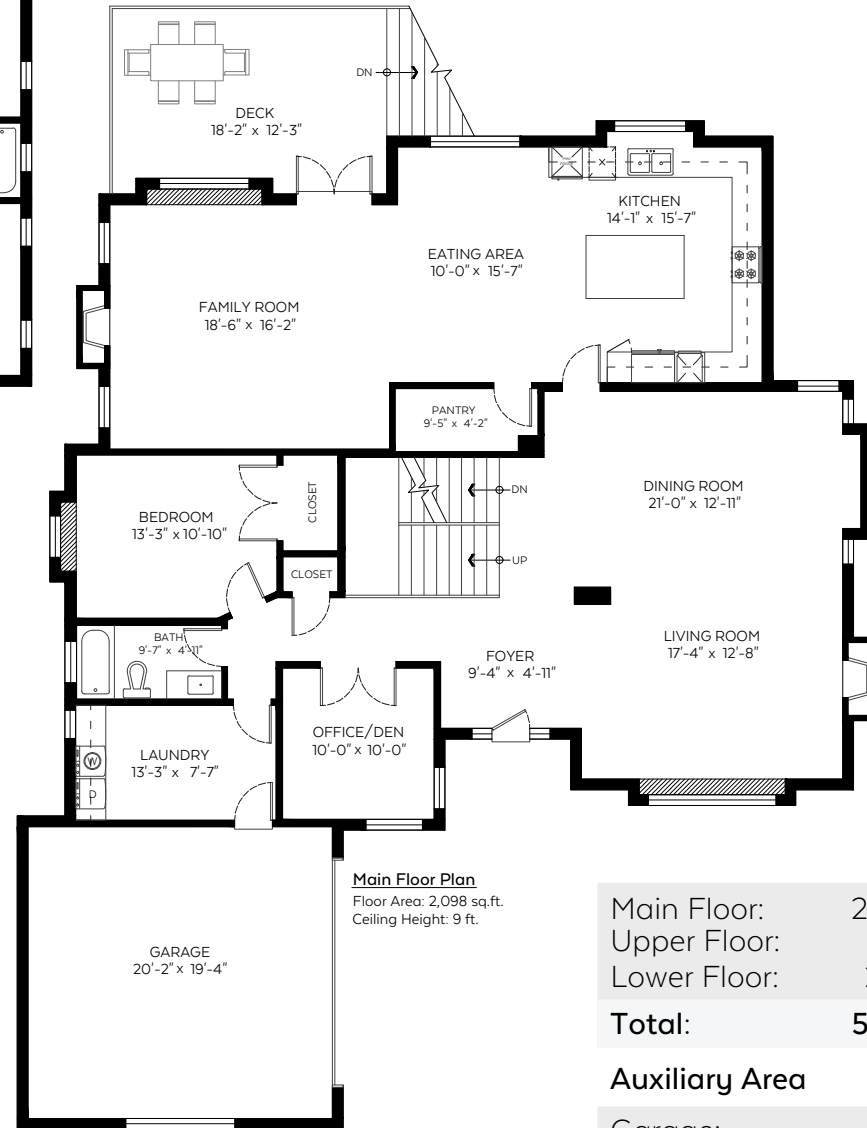 DN
DECK
18'-2" x 12'-3"
KITCHEN
14'-1" x 15'-7"
EATING AREA
10'-0" x 15'-7"
FAMILY ROOM
18'-6" x 16'-2"
PANTRY
9'-5" x 4'-2"
DINING ROOM
21'-0" x 12'-11"
DN
CLOSET
BEDROOM
13'-3" x 10'-10"
UP
CLOSET
BATH
9'-7" x 4'-11"
LIVING ROOM
17'-4" x 12'-8"
FOYER
9'-4" x 4'-11"
OFFICE/DEN
10'-0" x 10'-0"
LAUNDRY
13'-3" x 7'-7"
W
D
Main Floor Plan
Floor Area: 2,098 sq.ft.
Ceiling Height: 9 ft.
GARAGE
20'-2" x 19'-4"
Main Floor: 2
Upper Floor:
Lower Floor:
Total: 5
Auxiliary Area
Garage: